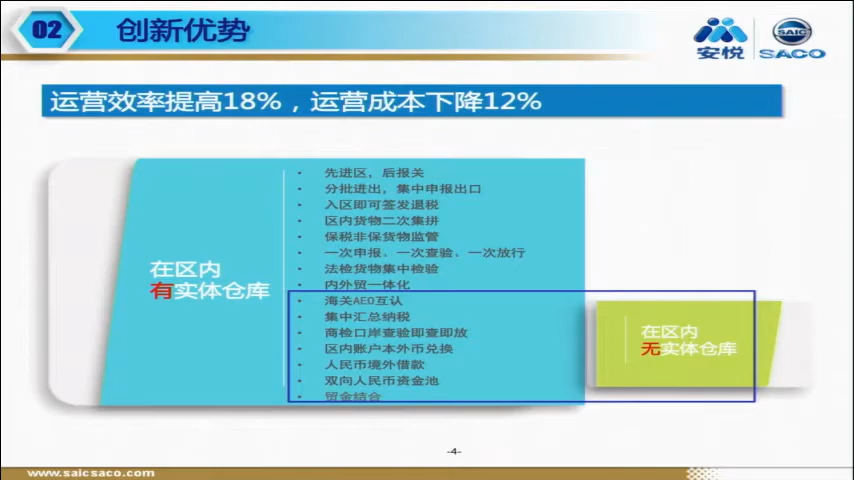 02
创新优势
安悦
SAIC
SACO
运营效率提高18%，运营成本下降12%
在区内
有实体仓库
• 先进区，后报关
• 分批进出，集中申报出口
• 入区即可签发退税
• 区内货物二次集拼
• 保税非保货物监管
• 一次申报、一次查验、一次放行
• 法检货物集中检验
• 内外贸一体化
• 海关AEO互认
• 集中汇总纳税
• 商检口岸查验即查即放
• 区内账户本外币兑换
• 人民币境外借款
• 双向人民币资金池
• 贸金结合
在区内
无实体仓库
-4-
www.saicsaco.com